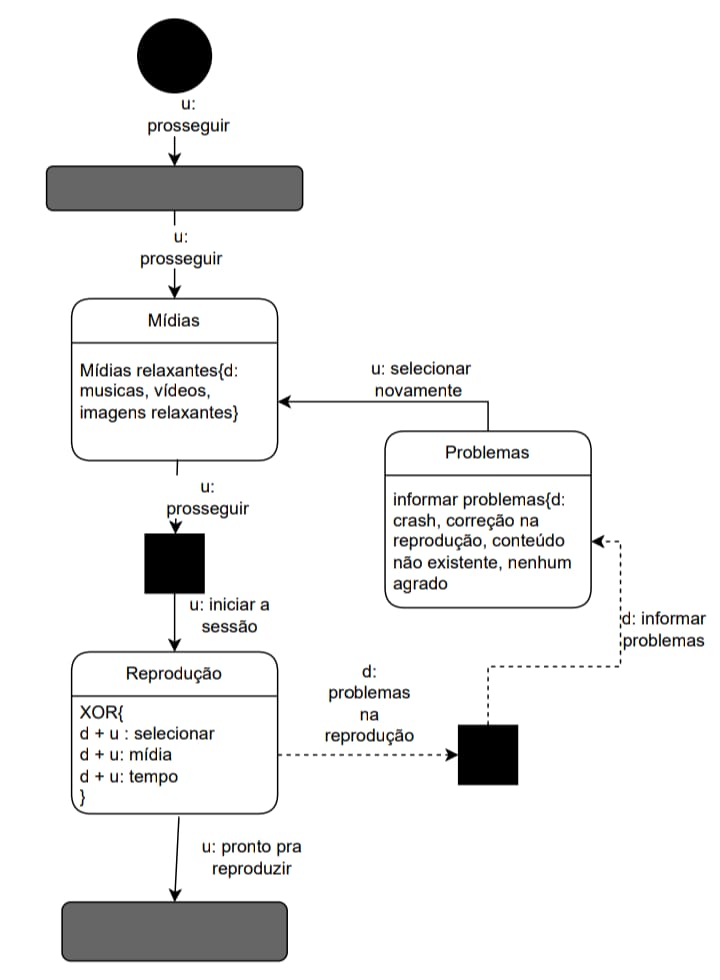 u:
prosseguir
u:
prosseguir
Mídias
Mídias relaxantes{d:
musicas, vídeos,
imagens relaxantes}
u: selecionar
novamente
Problemas
informar problemas{d:
crash, correção na
reprodução, conteúdo
não existente, nenhum
agrado
u:
prosseguir
u: iniciar a
sessão
d: informar
problemas
Reprodução
XOR{
d + u : selecionar
d + u: mídia
d + u: tempo
}
d:
problemas
na
reprodução
u: pronto pra
reproduzir